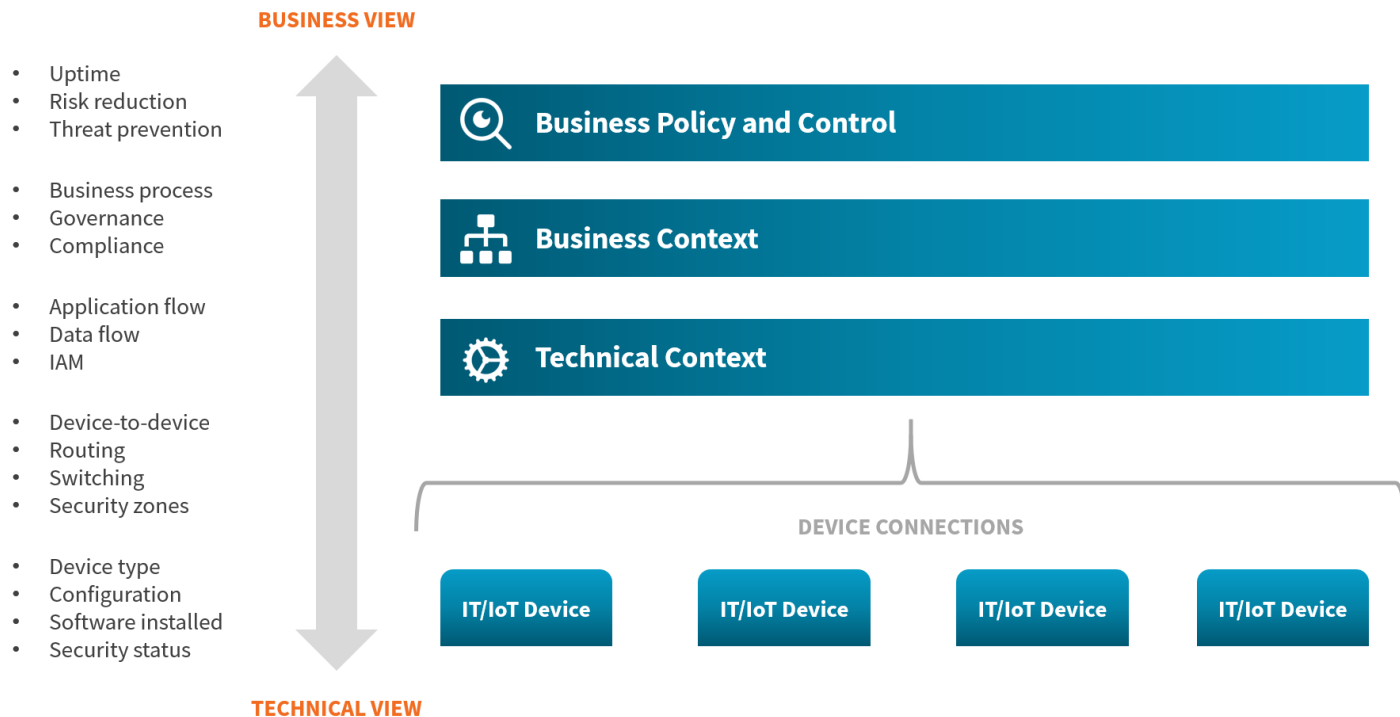 BUSINESS VIEW
• Uptime
• Risk reduction
• Threat prevention
Business Policy and Control
• Business process
• Governance
• Compliance
Business Context
• Application flow
• Data flow
• IAM
Technical Context
• Device-to-device
• Routing
• Switching
• Security zones
DEVICE CONNECTIONS
• Device type
• Configuration
• Software installed
• Security status
IT/IoT Device
IT/IoT Device
IT/IoT Device
IT/IoT Device
TECHNICAL VIEW